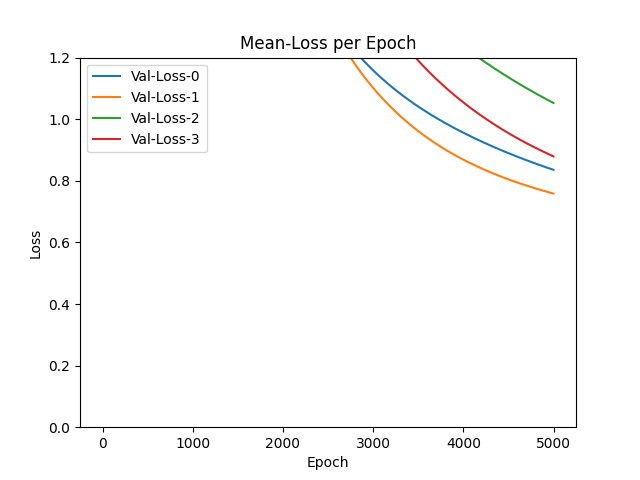 Mean-Loss per Epoch
Val-Loss-0
Val-Loss-1
Val-Loss-2
Val-Loss-3
1.2
1.0
0.8
0.6
0.4
0.2
0.0
Loss
0 1000 2000 3000 4000 5000
Epoch